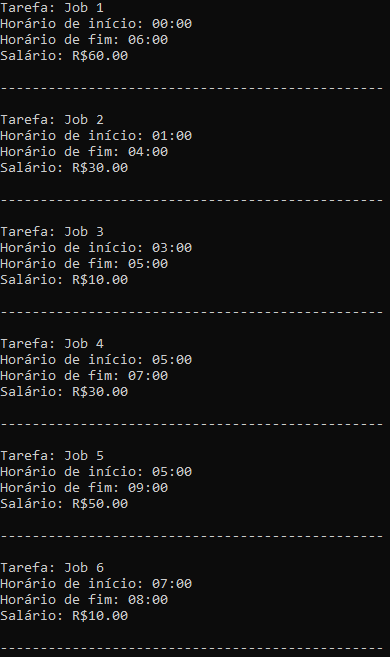 Tarefa: Job 1
Horário de início: 00:00
Horário de fim: 06:00
Salário: R$60.00
------------------------------------------------
Tarefa: Job 2
Horário de início: 01:00
Horário de fim: 04:00
Salário: R$30.00
------------------------------------------------
Tarefa: Job 3
Horário de início: 03:00
Horário de fim: 05:00
Salário: R$10.00
------------------------------------------------
Tarefa: Job 4
Horário de início: 05:00
Horário de fim: 07:00
Salário: R$30.00
------------------------------------------------
Tarefa: Job 5
Horário de início: 05:00
Horário de fim: 09:00
Salário: R$50.00
------------------------------------------------
Tarefa: Job 6
Horário de início: 07:00
Horário de fim: 08:00
Salário: R$10.00
------------------------------------------------